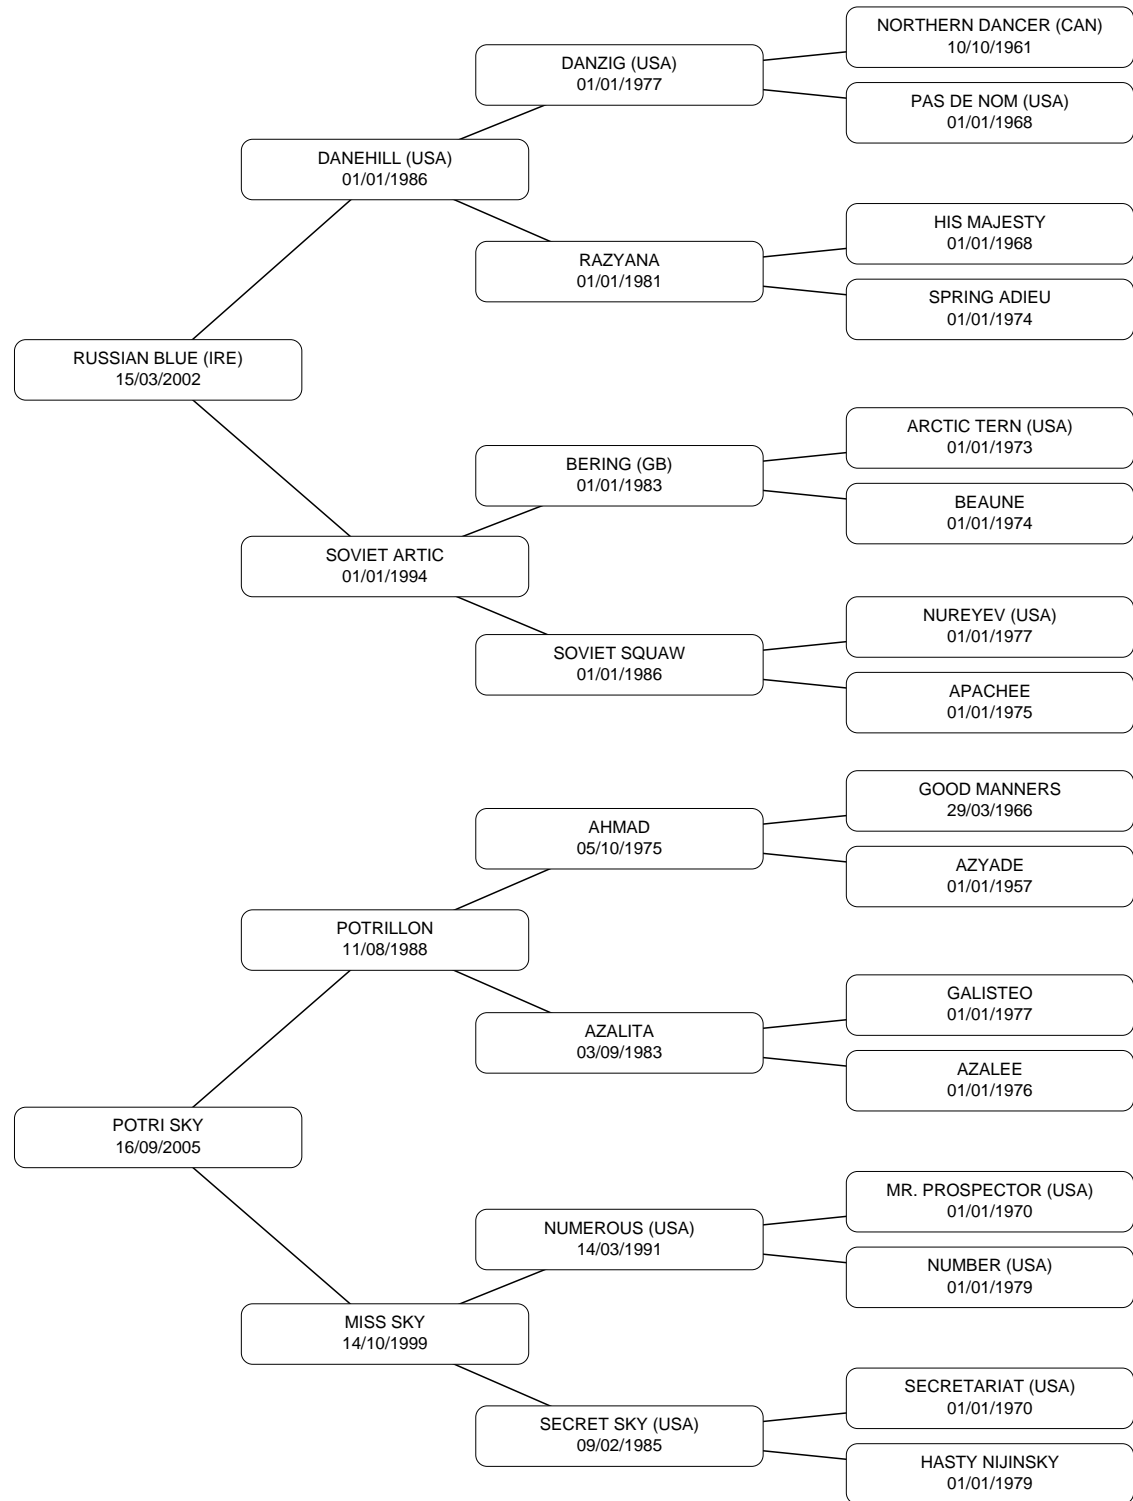 NORTHERN DANCER (CAN)
10/10/1961
DANZIG (USA)
01/01/1977
PAS DE NOM (USA)
01/01/1968
DANEHILL (USA)
01/01/1986
HIS MAJESTY
01/01/1968
RAZYANA
01/01/1981
SPRING ADIEU
01/01/1974
RUSSIAN BLUE (IRE)
15/03/2002
ARCTIC TERN (USA)
01/01/1973
BERING (GB)
01/01/1983
BEAUNE
01/01/1974
SOVIET ARTIC
01/01/1994
NUREYEV (USA)
01/01/1977
SOVIET SQUAW
01/01/1986
APACHEE
01/01/1975
GOOD MANNERS
29/03/1966
AHMAD
05/10/1975
AZYADE
01/01/1957
POTRILLON
11/08/1988
GALISTEO
01/01/1977
AZALITA
03/09/1983
AZALEE
01/01/1976
POTRI SKY
16/09/2005
MR. PROSPECTOR (USA)
01/01/1970
NUMEROUS (USA)
14/03/1991
NUMBER (USA)
01/01/1979
MISS SKY
14/10/1999
SECRETARIAT (USA)
01/01/1970
SECRET SKY (USA)
09/02/1985
HASTY NIJINSKY
01/01/1979